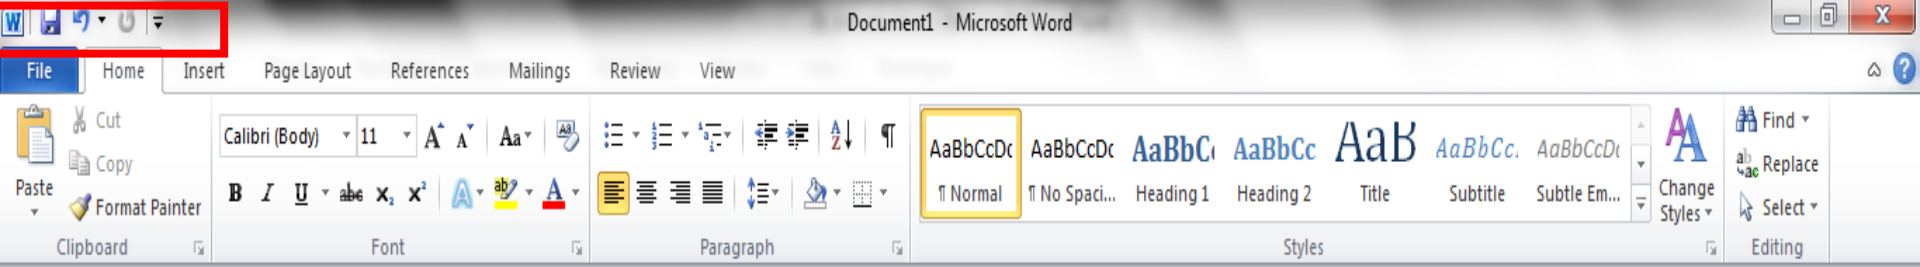 W Document1 - Microsoft Word X
File Home Insert Page Layout References Mailings Review View ?
Cut
Copy
Paste
Format Painter
Clipboard
Calibri (Body) 11 A A Aa
B I U abc X₂ X² A ab A
Font
A
Z
¶
Paragraph
AaBbCcDc AaBbCcDc AaBbC AaBbCc AaB AaBbCc. AaBbCcDc
¶ Normal ¶ No Spaci... Heading 1 Heading 2 Title Subtitle Subtle Em...
Change
Styles
Styles
Find
Replace
Select
Editing